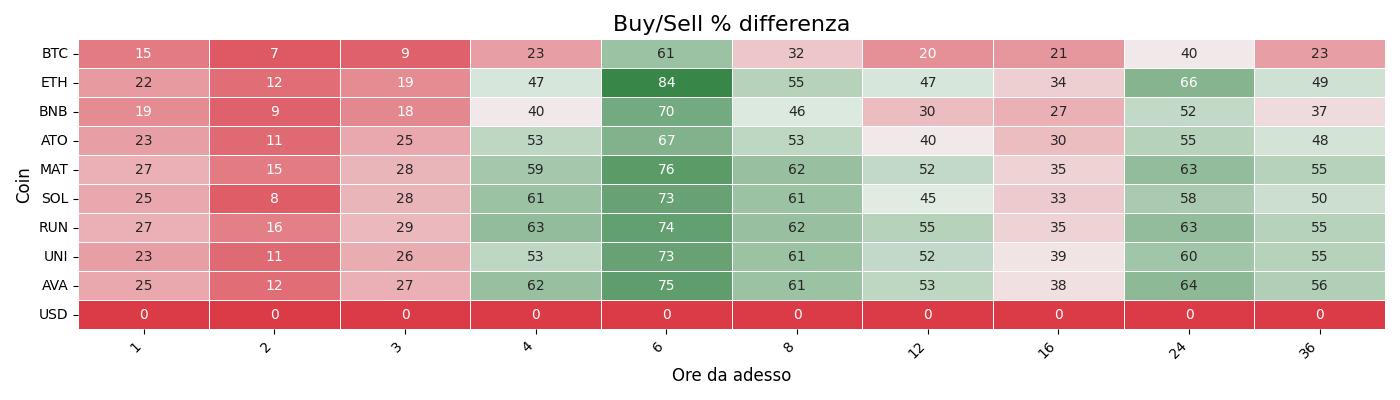 Buy/Sell % differenza
Coin
BTC 15 7 9 23 61 32 20 21 40 23
ETH 22 12 19 47 84 55 47 34 66 49
BNB 19 9 18 40 70 46 30 27 52 37
ATO 23 11 25 53 67 53 40 30 55 48
MAT 27 15 28 59 76 62 52 35 63 55
SOL 25 8 28 61 73 61 45 33 58 50
RUN 27 16 29 63 74 62 55 35 63 55
UNI 23 11 26 53 73 61 52 39 60 55
AVA 25 12 27 62 75 61 53 38 64 56
USD 0 0 0 0 0 0 0 0 0 0
1 2 3 4 6 8 12 16 24 36
Ore da adesso